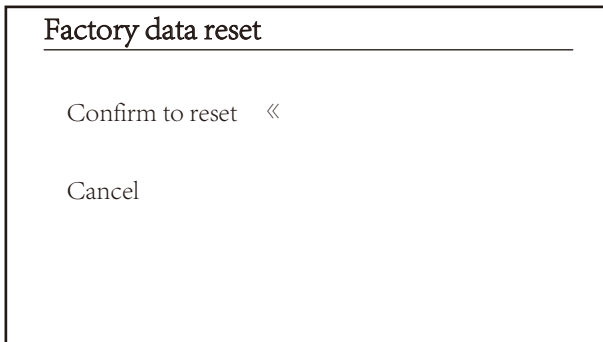 Factory data reset
Confirm to reset «
Cancel